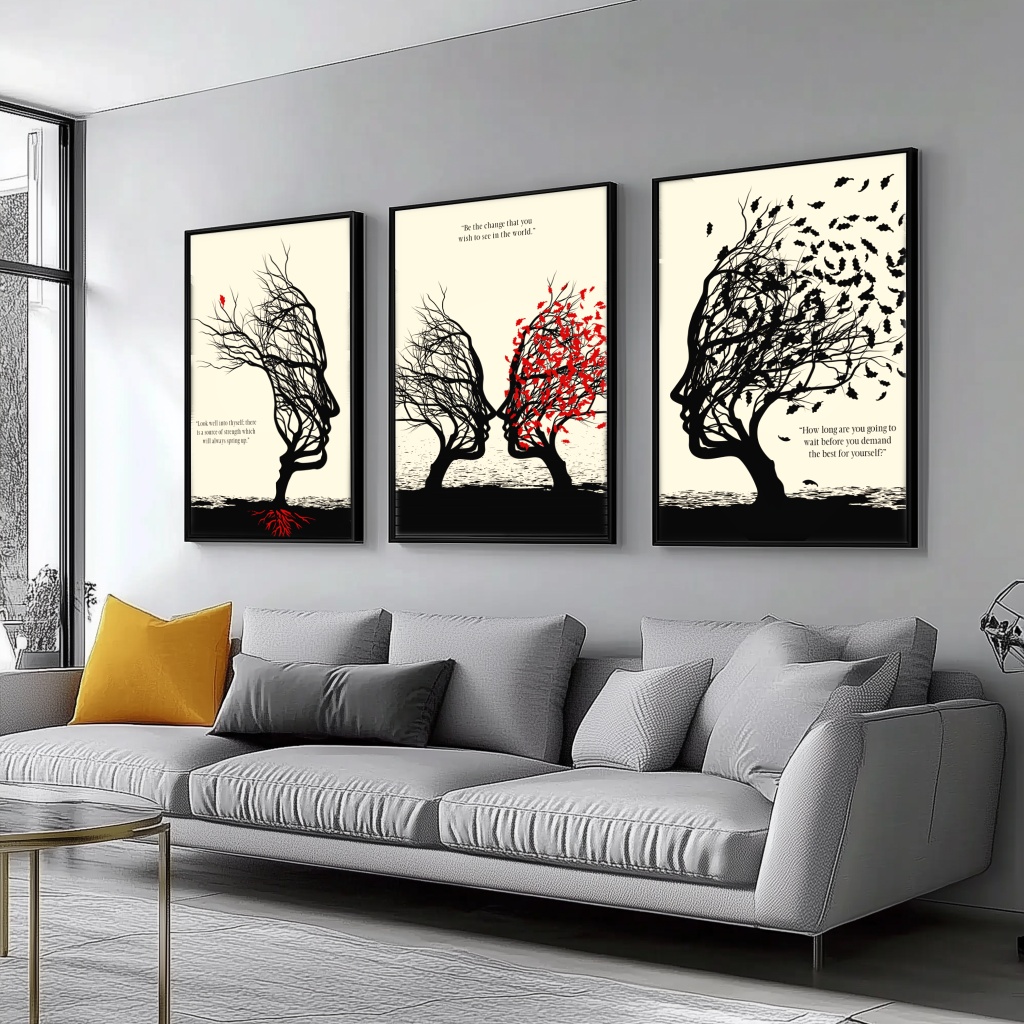 "Look well into thyself; there
is a source of strength which
will always spring up."
"Be the change that you
wish to see in the world."
"How long are you going to
wait before you demand
the best for yourself?"